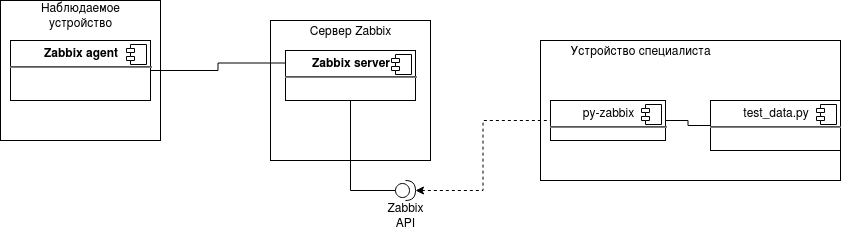 Наблюдаемое
устройство
Zabbix agent
Сервер Zabbix
Zabbix server
Zabbix
API
Устройство специалиста
py-zabbix
test_data.py